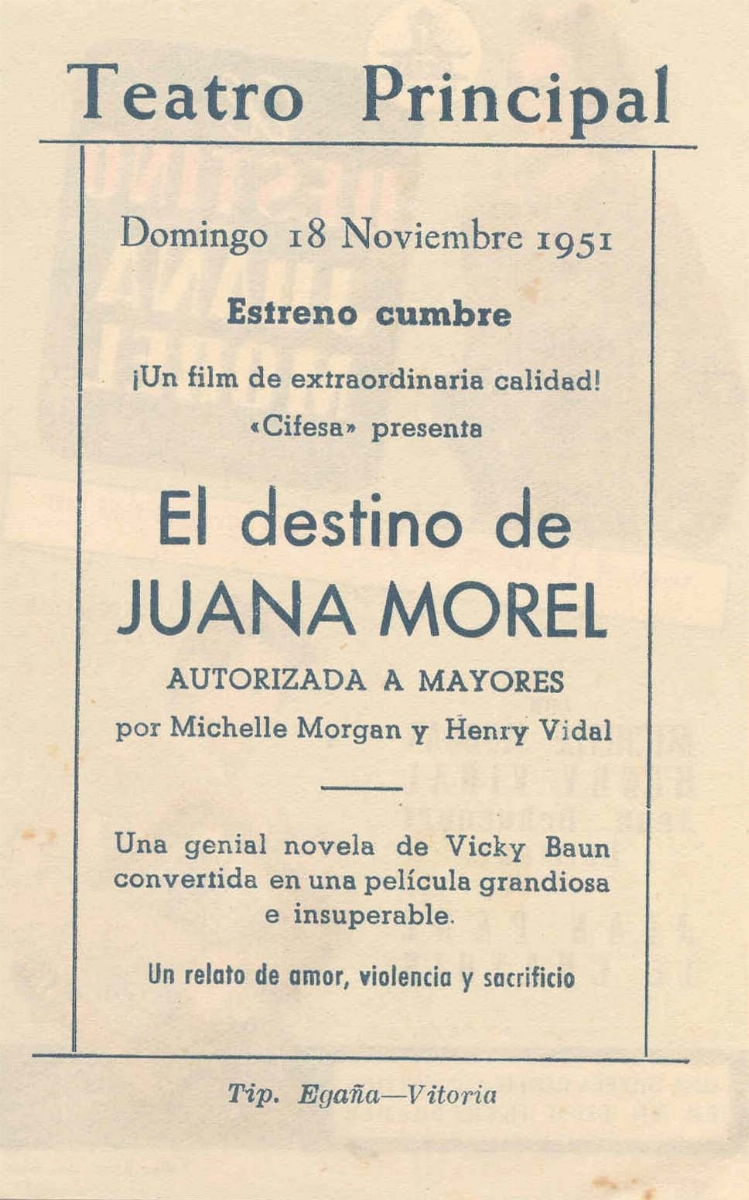 Teatro Principal
Domingo 18 Noviembre 1951
Estreno cumbre
¡Un film de extraordinaria calidad!
«Cifesa» presenta
El destino de
JUANA MOREL
AUTORIZADA A MAYORES
por Michelle Morgan y Henry Vidal
Una genial novela de Vicky Baun
convertida en una película grandiosa
e insuperable.
Un relato de amor, violencia y sacrificio
Tip. Egaña—Vitoria